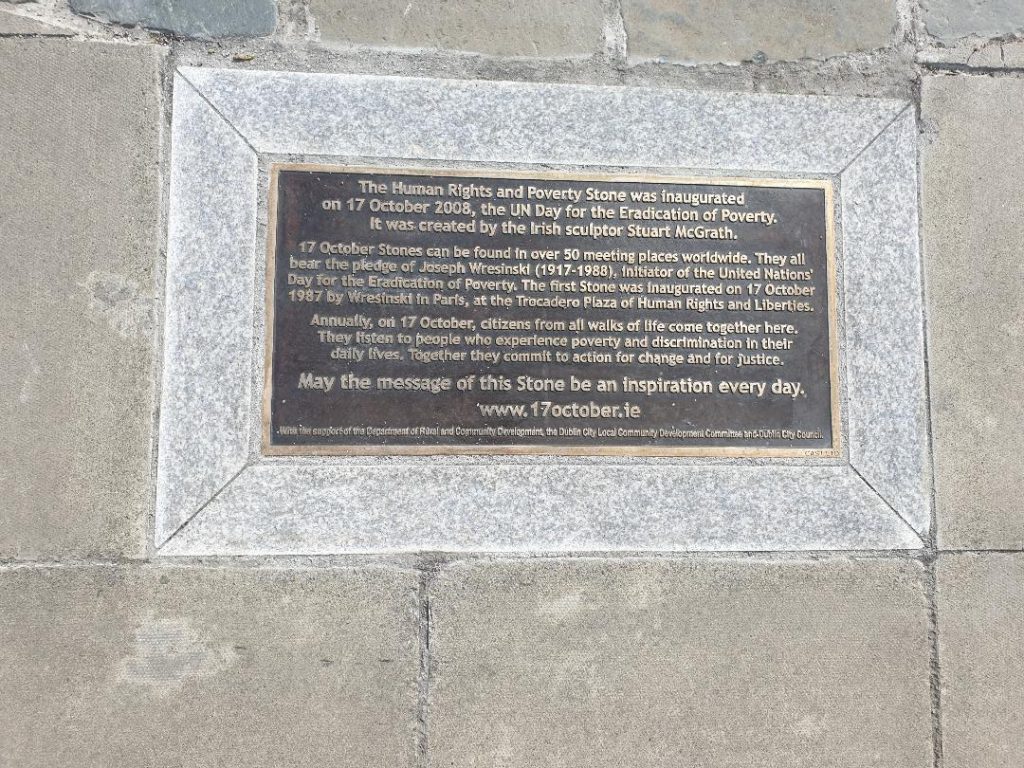 The Human Rights and Poverty Stone was inaugurated
on 17 October 2008, the UN Day for the Eradication of Poverty.
It was created by the Irish sculptor Stuart McGrath.
17 October Stones can be found in over 50 meeting places worldwide. They all
bear the pledge of Joseph Wresinski (1917-1988), initiator of the United Nations'
Day for the Eradication of Poverty. The first Stone was inaugurated on 17 October
1987 by Wresinski in Paris, at the Trocadero Plaza of Human Rights and Liberties.
Annually, on 17 October, citizens from all walks of life come together here.
They listen to people who experience poverty and discrimination in their
daily lives. Together they commit to action for change and for justice.
May the message of this Stone be an inspiration every day.
www.17october.ie
With the support of the Department of Rural and Community Development, the Dublin City Local Community Development Committee and Dublin City Council.